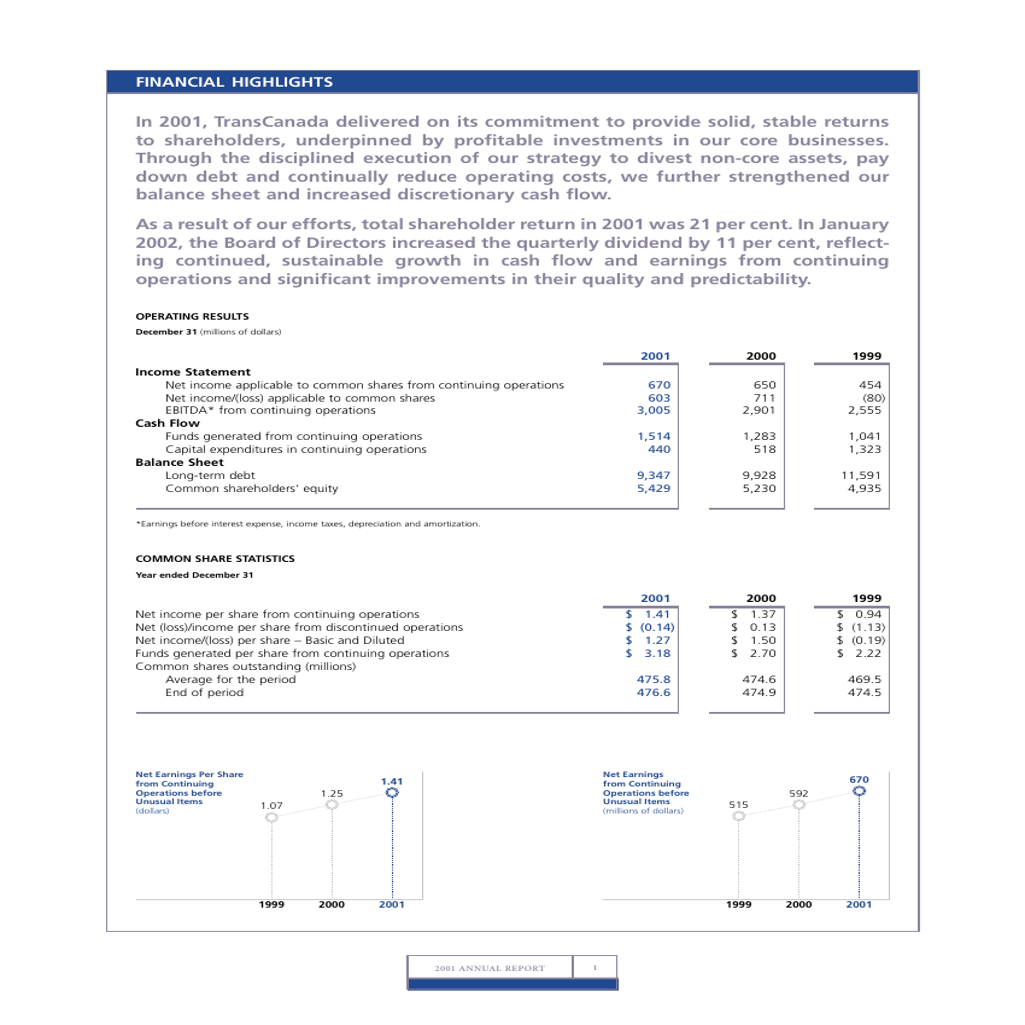 FINANCIAL HIGHLIGHTS
In 2001, TransCanada delivered on its commitment to provide solid, stable returns
to shareholders, underpinned by profitable investments in our core businesses.
Through the disciplined execution of our strategy to divest non-core assets, pay
down debt and continually reduce operating costs, we further strengthened our
balance sheet and increased discretionary cash flow.
As a result of our efforts, total shareholder return in 2001 was 21 per cent. In January
2002, the Board of Directors increased the quarterly dividend by 11 per cent, reflect-
ing continued, sustainable growth in cash flow and earnings from continuing
operations and significant improvements in their quality and predictability.
OPERATING RESULTS
December 31 (millions of dollars)
2001 2000 1999
Income Statement
Net income applicable to common shares from continuing operations 670 650 454
Net income/(loss) applicable to common shares 603 711 (80)
EBITDA* from continuing operations 3,005 2,901 2,555
Cash Flow
Funds generated from continuing operations 1,514 1,283 1,041
Capital expenditures in continuing operations 440 518 1,323
Balance Sheet
Long-term debt 9,347 9,928 11,591
Common shareholders' equity 5,429 5,230 4,935
*Earnings before interest expense, income taxes, depreciation and amortization.
COMMON SHARE STATISTICS
Year ended December 31
2001 2000 1999
Net income per share from continuing operations $ 1.41 $ 1.37 $ 0.94
Net (loss)/income per share from discontinued operations $ (0.14) $ 0.13 $ (1.13)
Net income/(loss) per share – Basic and Diluted $ 1.27 $ 1.50 $ (0.19)
Funds generated per share from continuing operations $ 3.18 $ 2.70 $ 2.22
Common shares outstanding (millions)
Average for the period 475.8 474.6 469.5
End of period 476.6 474.9 474.5
Net Earnings Per Share
from Continuing
Operations before
Unusual Items
(dollars)
1.07
1.25
1.41
1999 2000 2001
Net Earnings
from Continuing
Operations before
Unusual Items
(millions of dollars)
515
592
670
1999 2000 2001
2001 ANNUAL REPORT 1